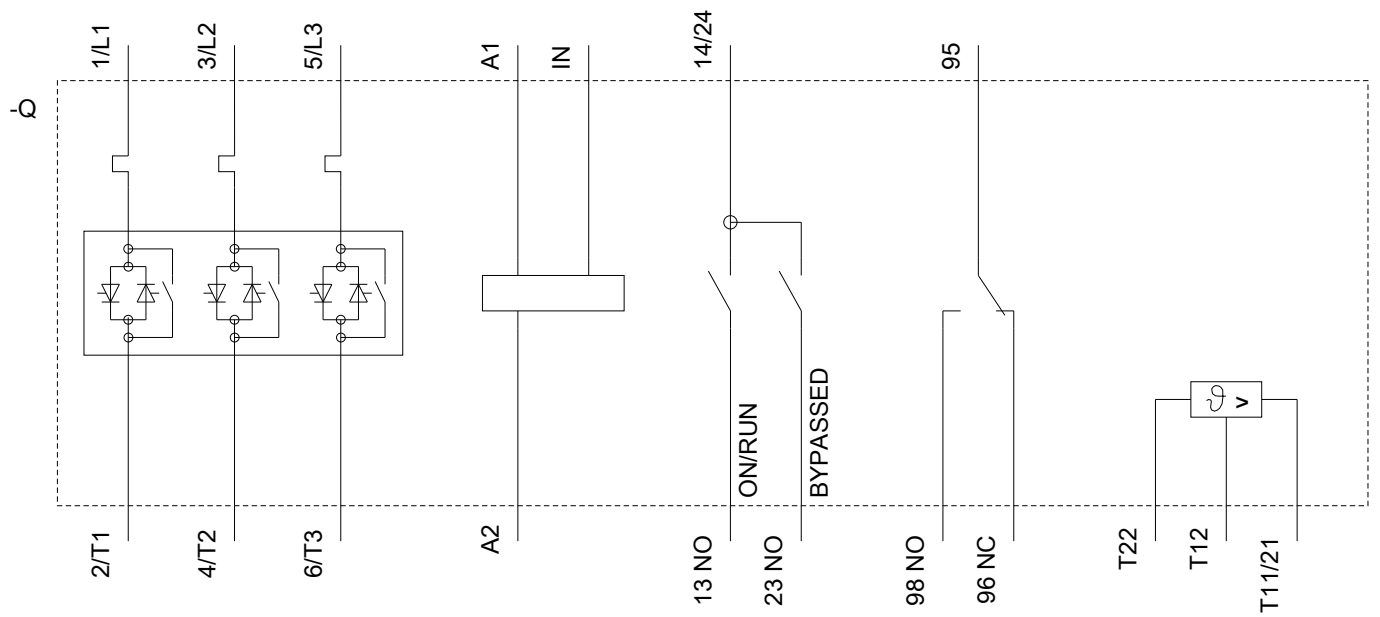 1/L1
3/L2
5/L3
A1
IN
14/24
95
-Q
ON/RUN
BYPASSED
ϑ >
2/T1
4/T2
6/T3
A2
13 NO
23 NO
98 NO
96 NC
T22
T12
T11/21